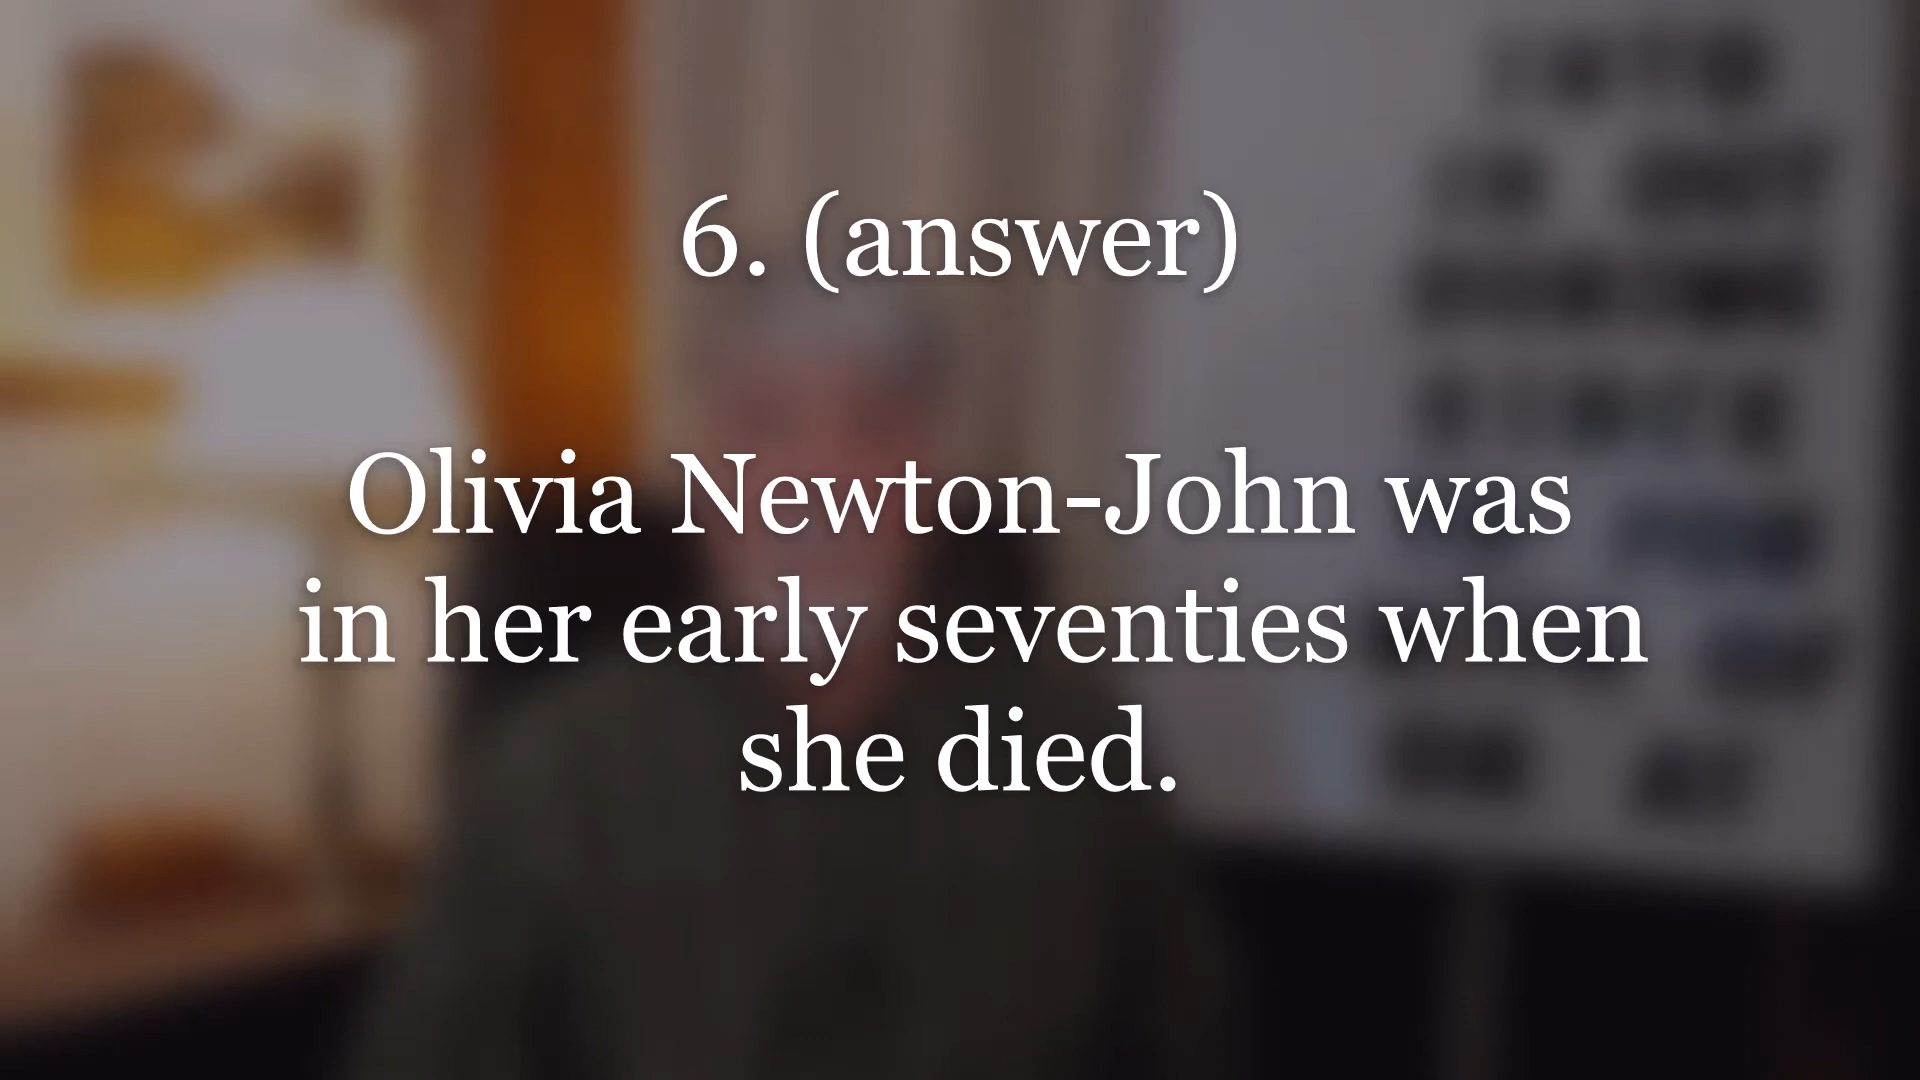 6. (answer)
Olivia Newton-John was
in her early seventies when
she died.